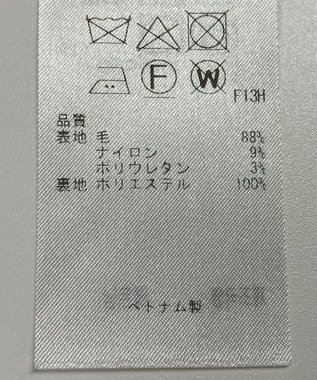 F W
F13H
品質
表地 毛 88%
ナイロン 9%
ポリウレタン 3%
裏地 ポリエステル 100%
ベトナム製